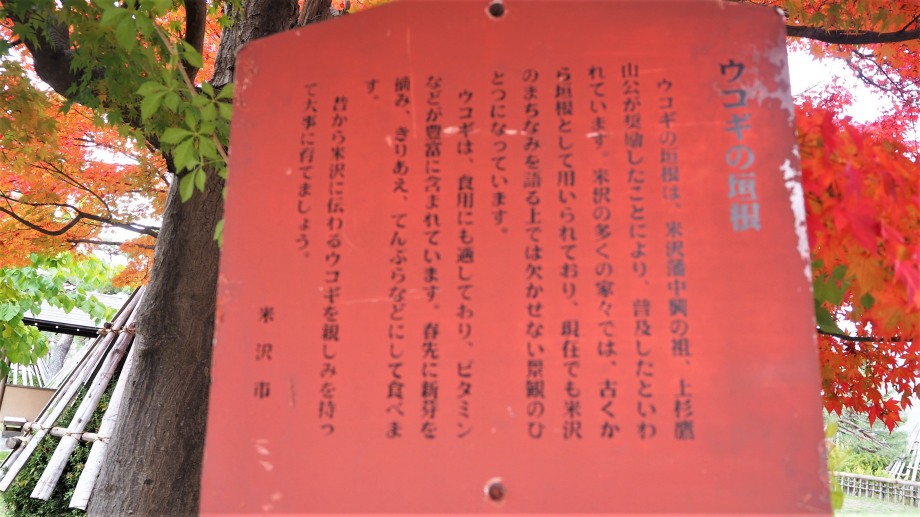 ウコギの垣根
ウコギの垣根は、米沢藩中興の祖、上杉鷹
山公が奨励したことにより、普及したといわ
れています。米沢の多くの家々では、古くか
ら垣根として用いられており、現在でも米沢
のまちなみを語る上では欠かせない景観のひ
とつになっています。
ウコギは、食用にも適しており、ビタミン
などが豊富に含まれています。春先に新芽を
摘み、きりあえ、てんぷらなどにして食べま
す。
昔から米沢に伝わるウコギを親しみを持っ
て大事に育てましょう。
米沢市